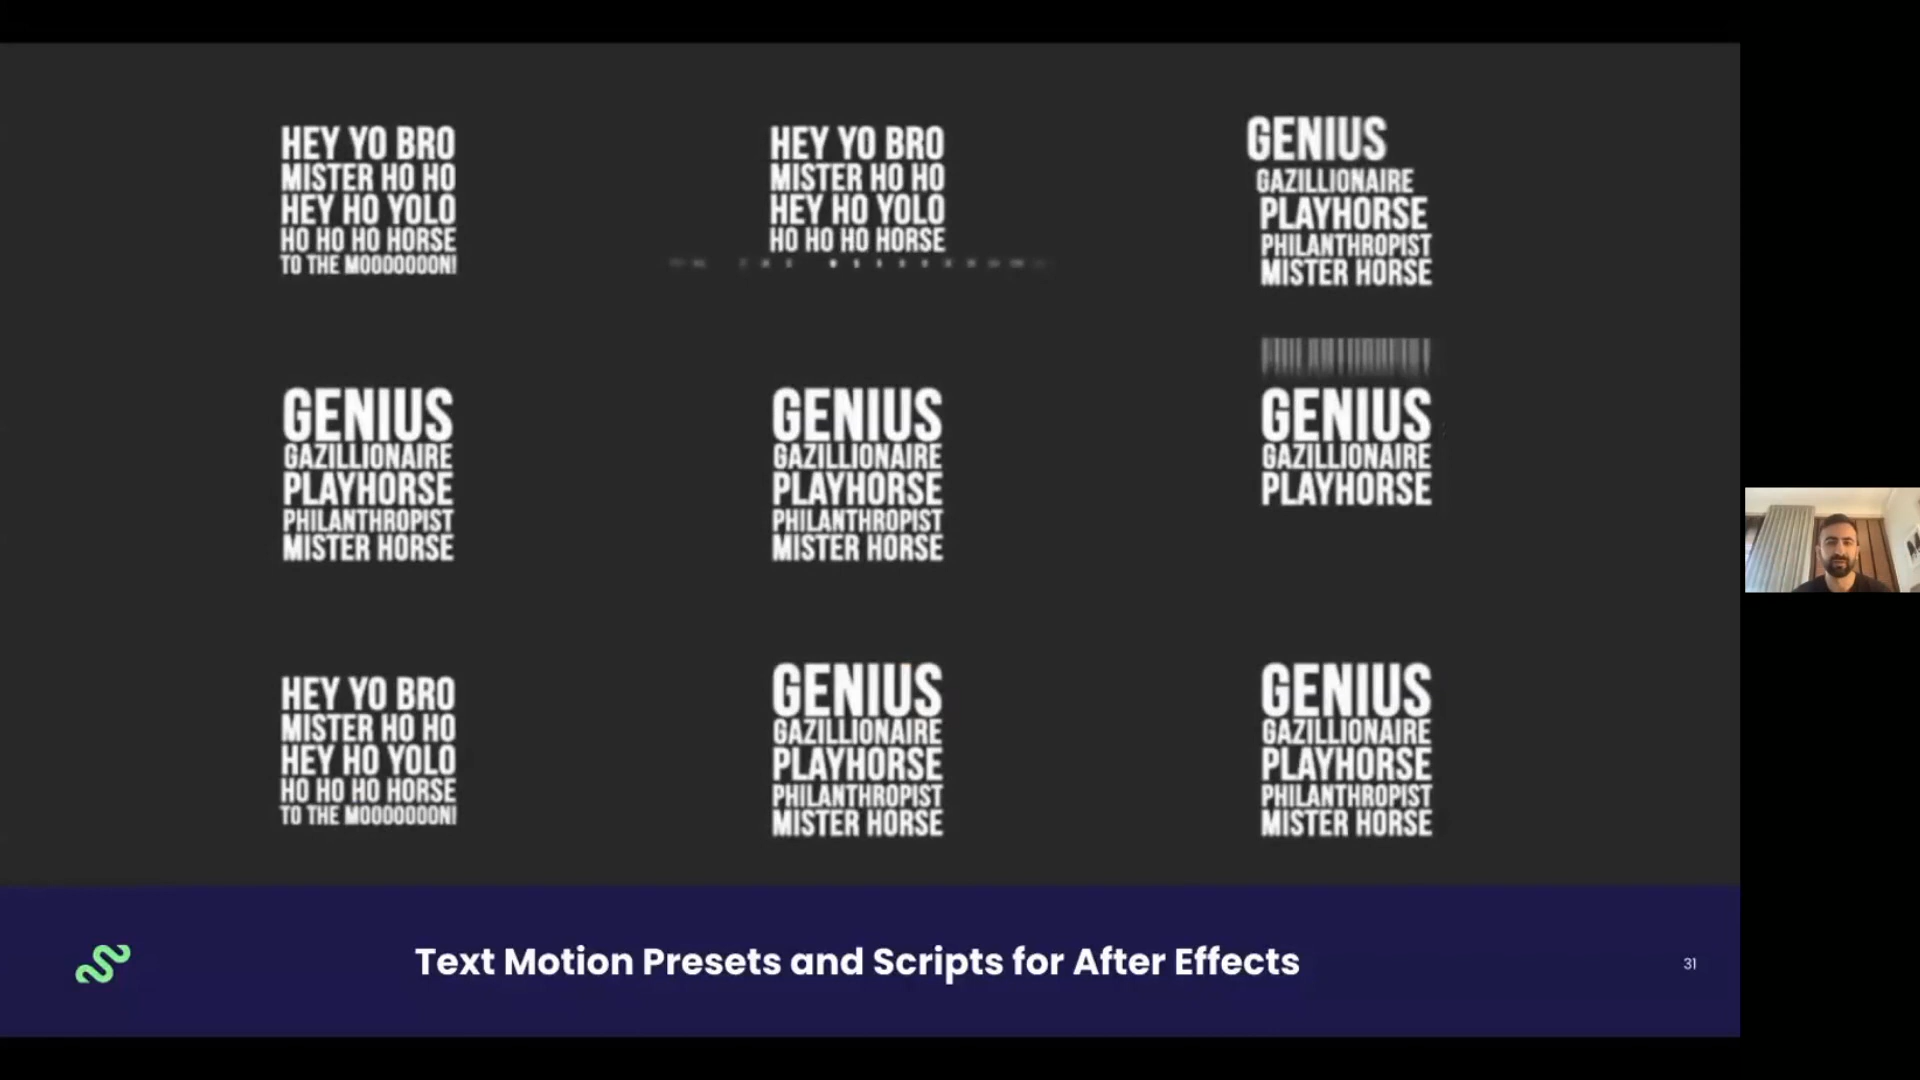 HEY YO BRO
MISTER HO HO
HEY HO YOLO
HO HO HO HORSE
TO THE MOOOOOOON!
HEY YO BRO
MISTER HO HO
HEY HO YOLO
HO HO HO HORSE
GENIUS
GAZILLIONAIRE
PLAYHORSE
PHILANTHROPIST
MISTER HORSE
GENIUS
GAZILLIONAIRE
PLAYHORSE
PHILANTHROPIST
MISTER HORSE
GENIUS
GAZILLIONAIRE
PLAYHORSE
PHILANTHROPIST
MISTER HORSE
GENIUS
GAZILLIONAIRE
PLAYHORSE
HEY YO BRO
MISTER HO HO
HEY HO YOLO
HO HO HO HORSE
TO THE MOOOOOOON!
GENIUS
GAZILLIONAIRE
PLAYHORSE
PHILANTHROPIST
MISTER HORSE
GENIUS
GAZILLIONAIRE
PLAYHORSE
PHILANTHROPIST
MISTER HORSE
Text Motion Presets and Scripts for After Effects
31